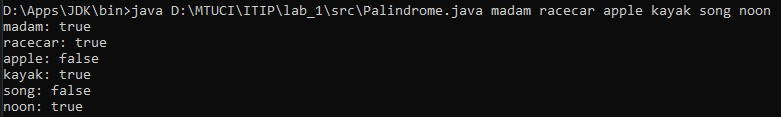 D:\Apps\JDK\bin>java D:\MTUCI\ITIP\lab_1\src\Palindrome.java madam racecar apple kayak song noon
madam: true
racecar: true
apple: false
kayak: true
song: false
noon: true